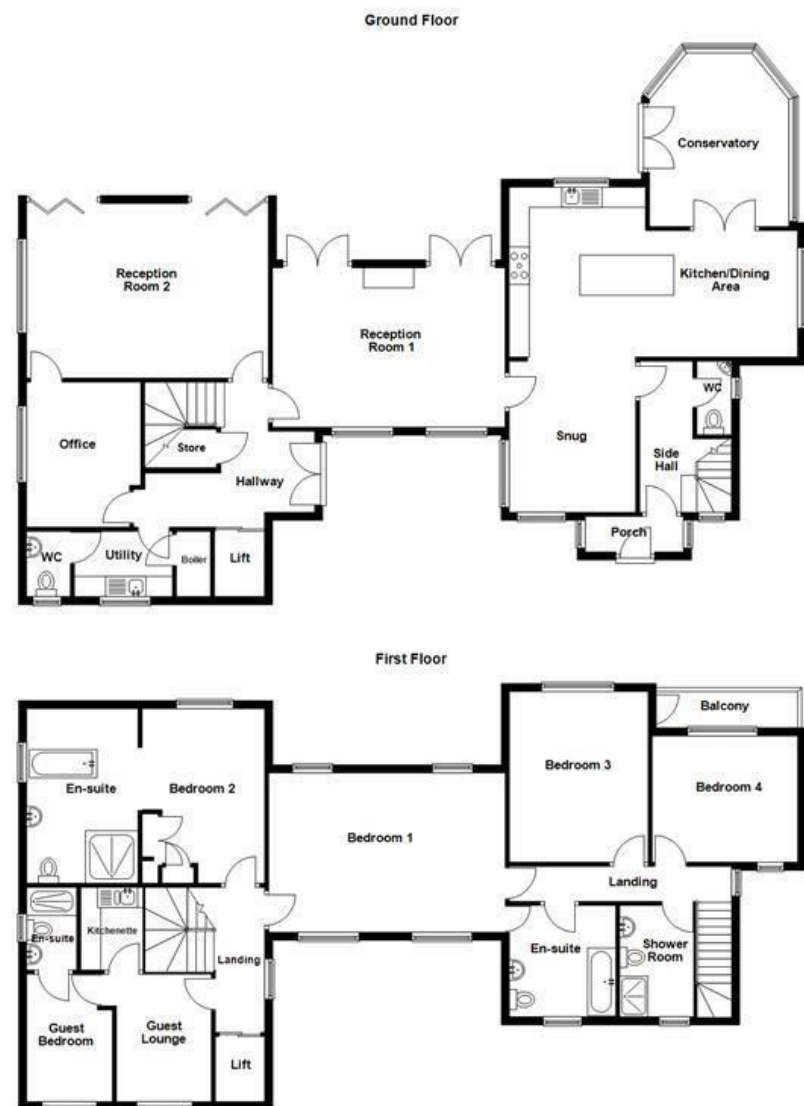 Ground Floor
Conservatory
Reception
Room 2
Kitchen/Dining
Area
Reception
Room 1
WC
Office
Store
Snug
Side
Hall
Hallway
Porch
WC
Utility
Boiler
Lift
First Floor
Balcony
Bedroom 3
En-suite
Bedroom 2
Bedroom 4
Bedroom 1
Landing
Kitchenette
En-suite
En-suite
Shower
Room
Landing
Guest
Bedroom
Guest
Lounge
Lift